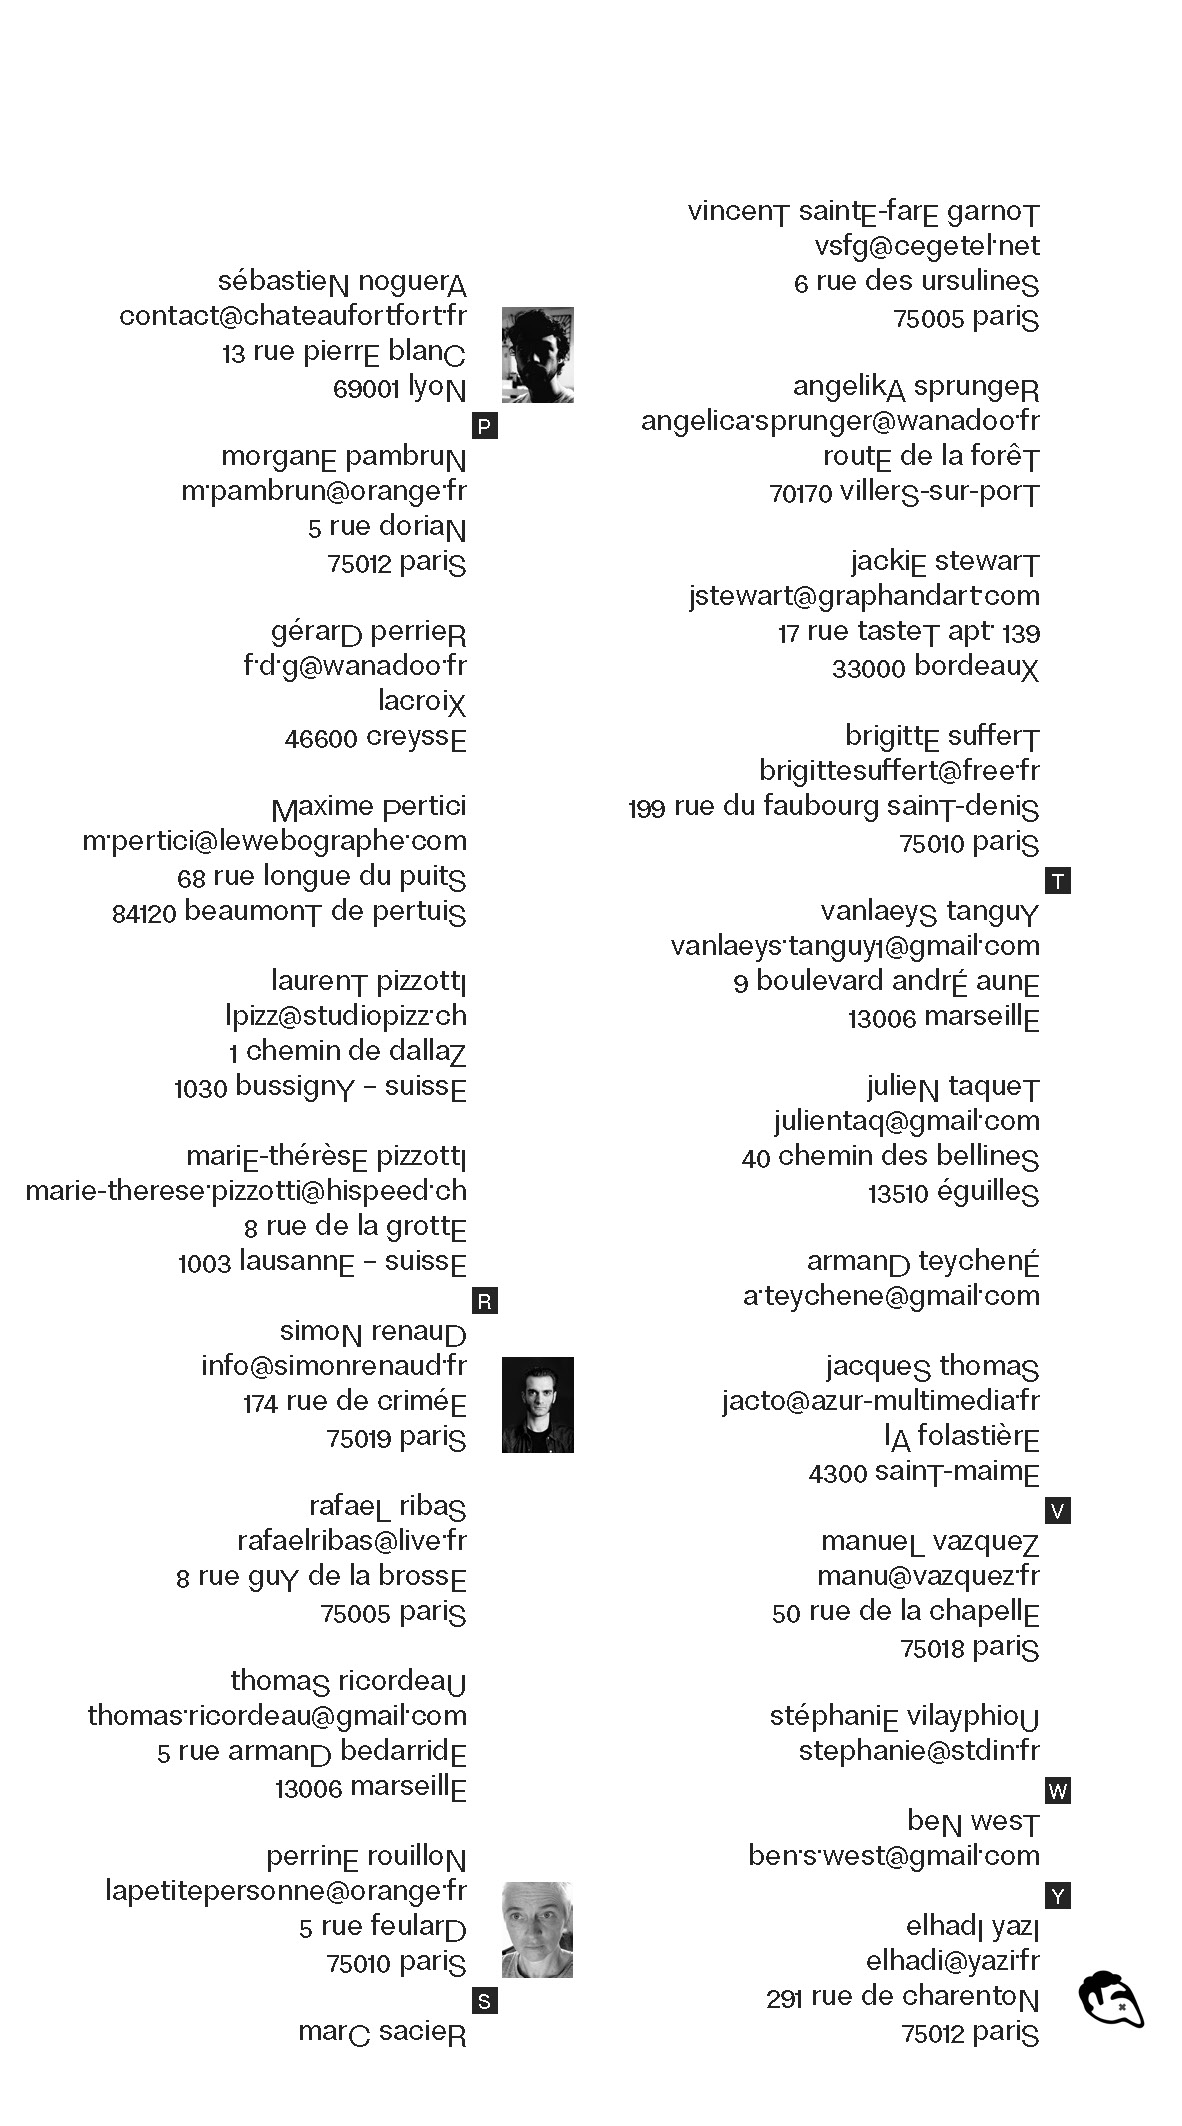 sébastieN noguerA
contact@chateaufortfort·fr
13 rue pierrE blanC
69001 lyoN
P
morganE pambruN
m·pambrun@orange·fr
5 rue doriaN
75012 pariS
gérarD perrieR
f·d·g@wanadoo·fr
lacroiX
46600 creyssE
Maxime Pertici
m·pertici@lewebographe·com
68 rue longue du puitS
84120 beaumonT de pertuiS
laurenT pizzottI
lpizz@studiopizz·ch
1 chemin de dallaZ
1030 bussignY – suissE
mariE-thérèsE pizzottI
marie-therese·pizzotti@hispeed·ch
8 rue de la grottE
1003 lausannE – suissE
R
simoN renauD
info@simonrenaud·fr
174 rue de criméE
75019 pariS
rafaeL ribaS
rafaelribas@live·fr
8 rue guY de la brossE
75005 pariS
thomaS ricordeaU
thomas·ricordeau@gmail·com
5 rue armanD bedarridE
13006 marseillE
perrinE rouilloN
lapetitepersonne@orange·fr
5 rue feularD
75010 pariS
S
marC sacieR
vincenT saintE-farE garnoT
vsfg@cegetel·net
6 rue des ursulineS
75005 pariS
angelikA sprungeR
angelica·sprunger@wanadoo·fr
routE de la forêT
70170 villerS-sur-porT
jackiE stewarT
jstewart@graphandart·com
17 rue tasteT apt· 139
33000 bordeauX
brigittE sufferT
brigittesuffert@free·fr
199 rue du faubourg sainT-deniS
75010 pariS
T
vanlaeyS tanguY
vanlaeys·tanguy1@gmail·com
9 boulevard andrÉ aunE
13006 marseillE
julieN taqueT
julientaq@gmail·com
40 chemin des bellineS
13510 éguilleS
armanD teychenÉ
a·teychene@gmail·com
jacqueS thomaS
jacto@azur-multimedia·fr
lA folastièrE
4300 sainT-maimE
V
manueL vazqueZ
manu@vazquez·fr
50 rue de la chapellE
75018 pariS
stéphaniE vilayphioU
stephanie@stdin·fr
W
beN wesT
ben·s·west@gmail·com
Y
elhadI yazI
elhadi@yazi·fr
291 rue de charentoN
75012 pariS